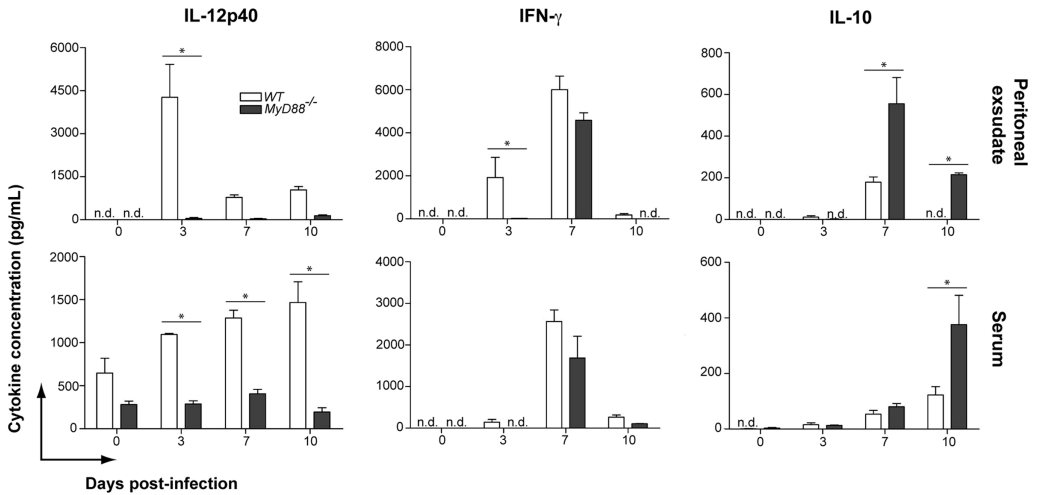 IL-12p40
IFN-γ
IL-10
6000
4500
3000
1500
0
*
WT
MyD88-/-
n.d. n.d.
0 3 7 10
8000
6000
4000
2000
0
*
n.d. n.d.
n.d.
0 3 7 10
800
600
400
200
0
*
*
n.d. n.d.
n.d.
n.d.
0 3 7 10
Peritoneal
exsudate
2000
1500
1000
500
0
*
*
*
0 3 7 10
4000
3000
2000
1000
0
n.d. n.d.
n.d.
0 3 7 10
600
400
200
0
*
n.d.
0 3 7 10
Serum
Cytokine concentration (pg/mL)
Days post-infection